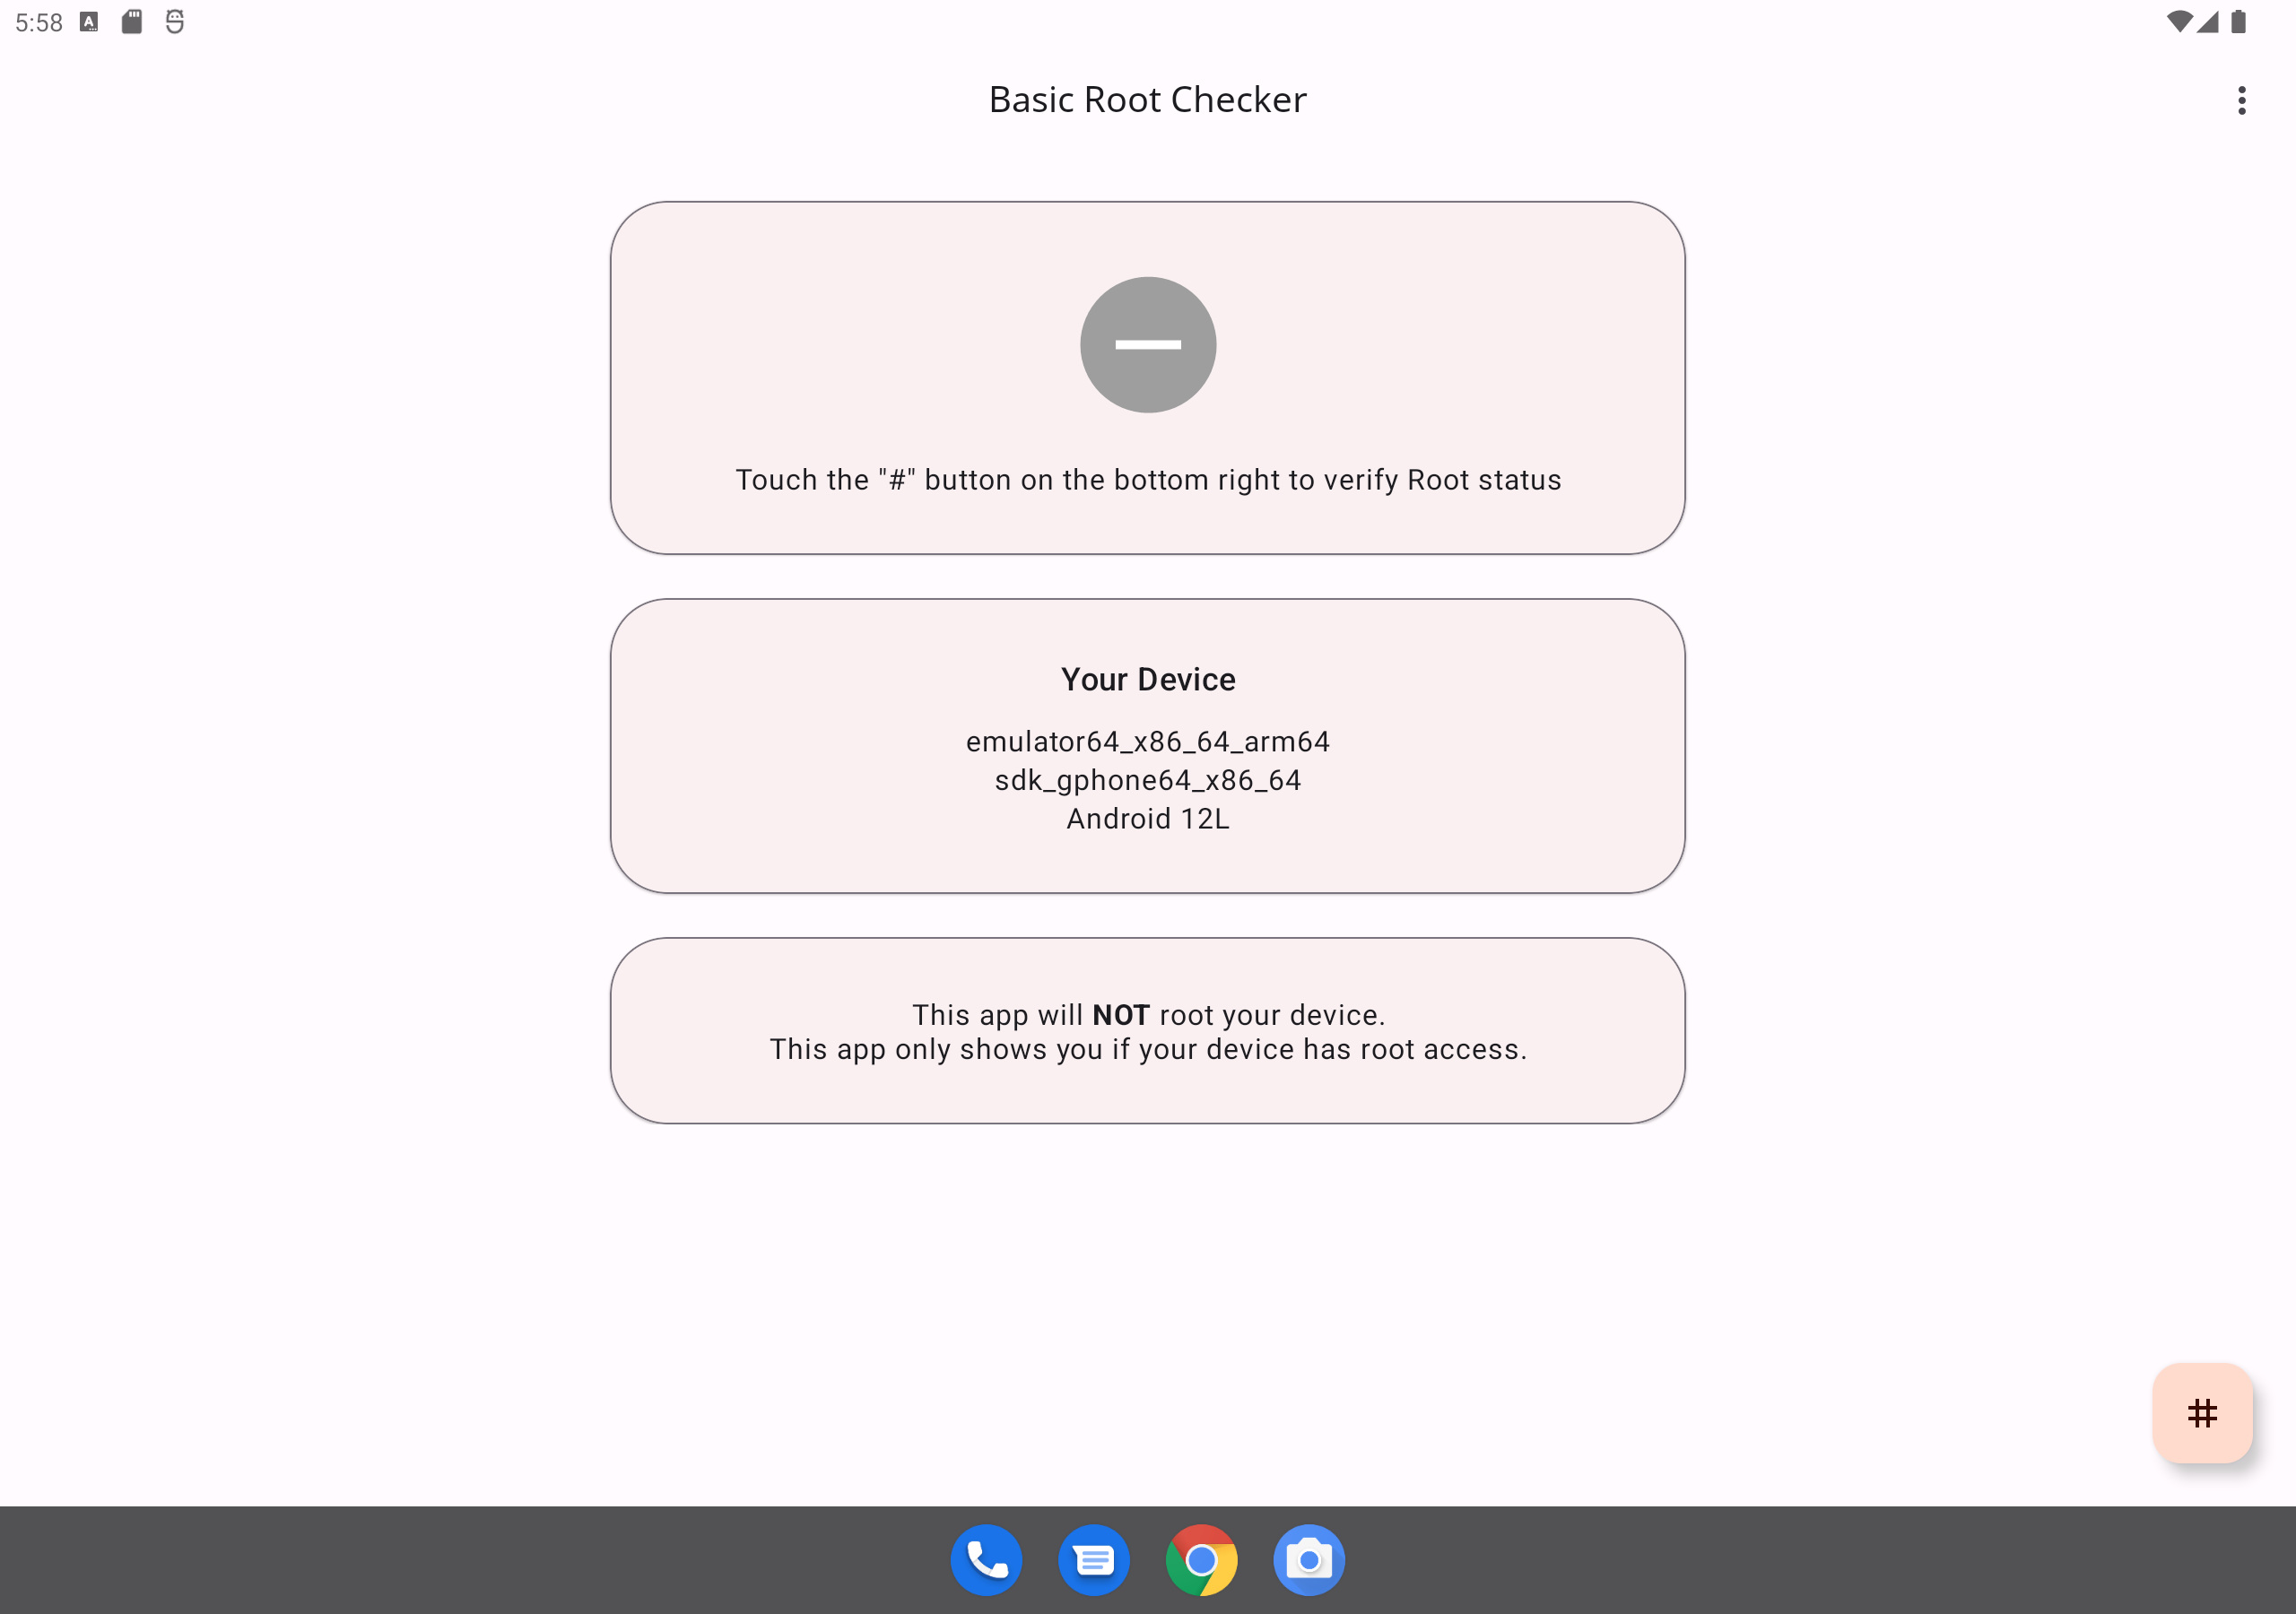 5:58
Basic Root Checker
Touch the "#" button on the bottom right to verify Root status
Your Device
emulator64_x86_64_arm64
sdk_gphone64_x86_64
Android 12L
This app will NOT root your device.
This app only shows you if your device has root access.
#